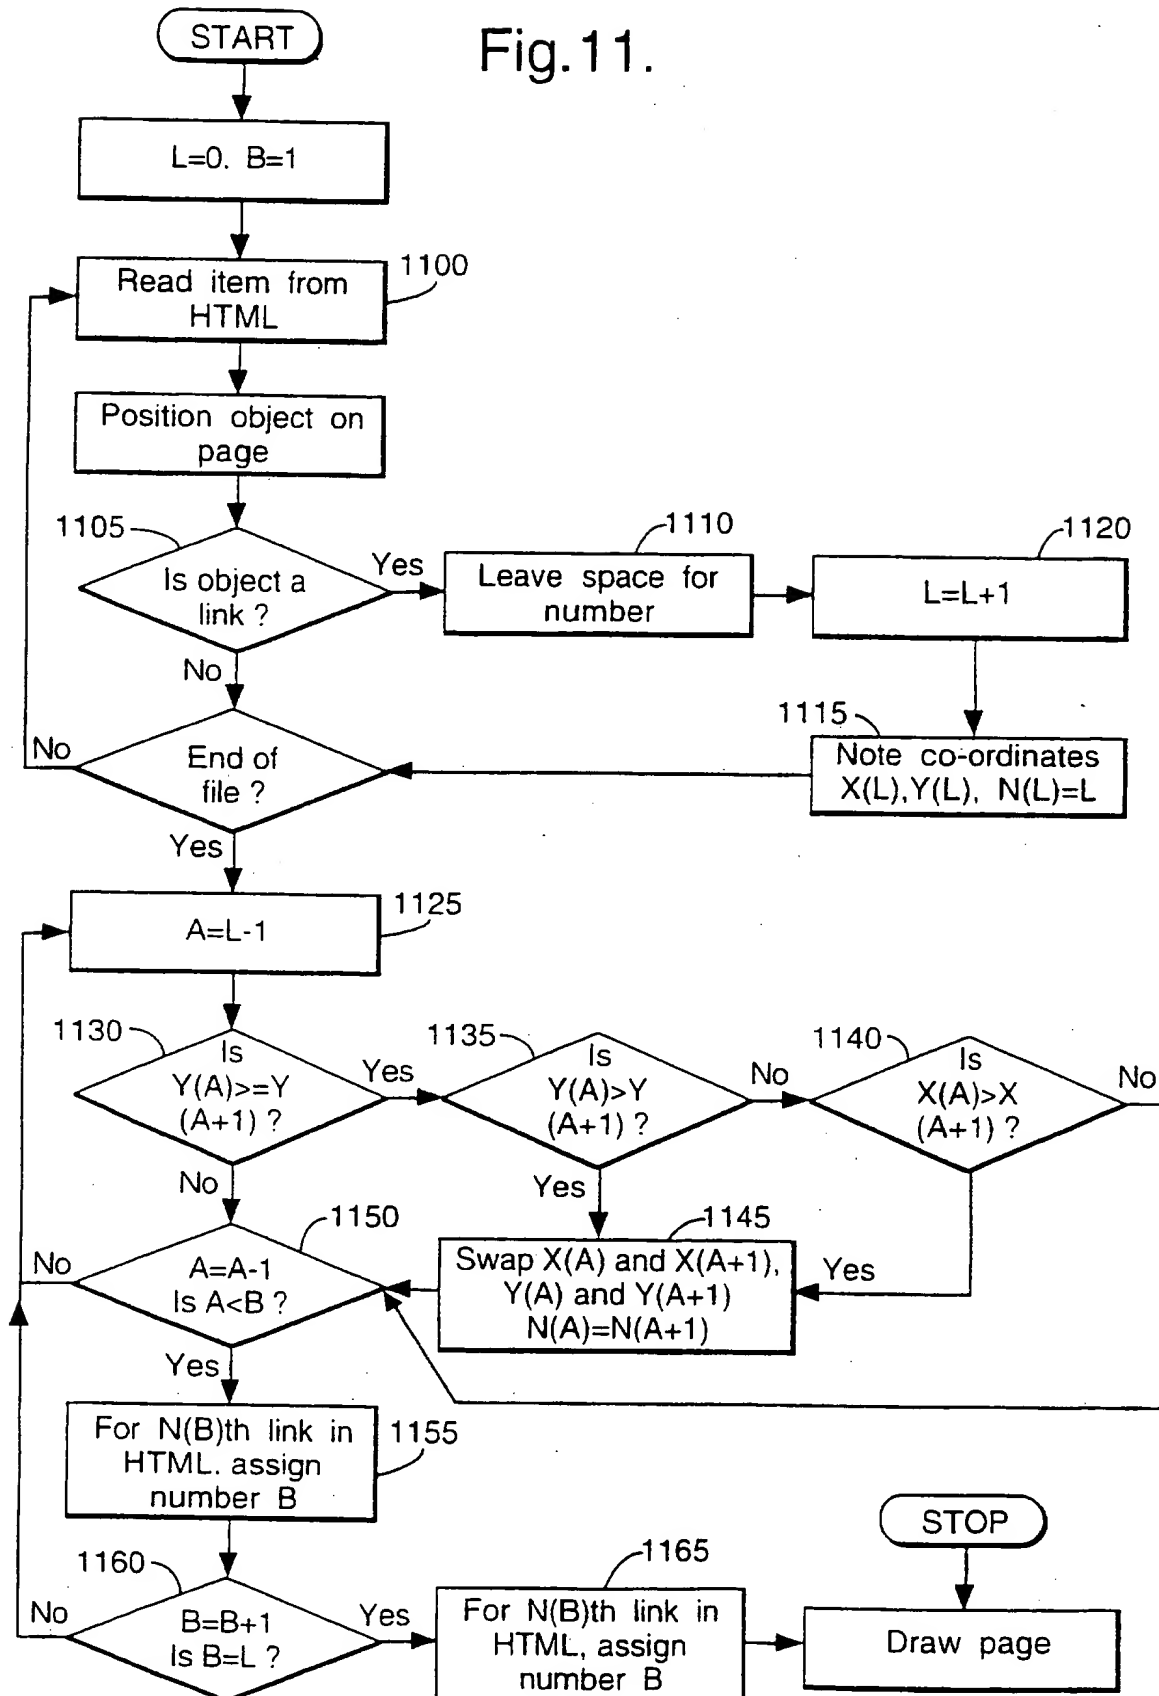 START
Fig.11.
L=0. B=1
1100
Read item from
HTML
Position object on
page
1105
Is object a
link ?
Yes
No
1110
Leave space for
number
1120
L=L+1
1115
Note co-ordinates
X(L),Y(L), N(L)=L
End of
file ?
No
Yes
1125
A=L-1
1130
Is
Y(A)>=Y
(A+1) ?
Yes
No
1135
Is
Y(A)>Y
(A+1) ?
No
Yes
1140
Is
X(A)>X
(A+1) ?
No
Yes
1145
Swap X(A) and X(A+1),
Y(A) and Y(A+1)
N(A)=N(A+1)
1150
A=A-1
Is A<B ?
No
Yes
1155
For N(B)th link in
HTML. assign
number B
1160
B=B+1
Is B=L ?
No
Yes
1165
For N(B)th link in
HTML, assign
number B
STOP
Draw page